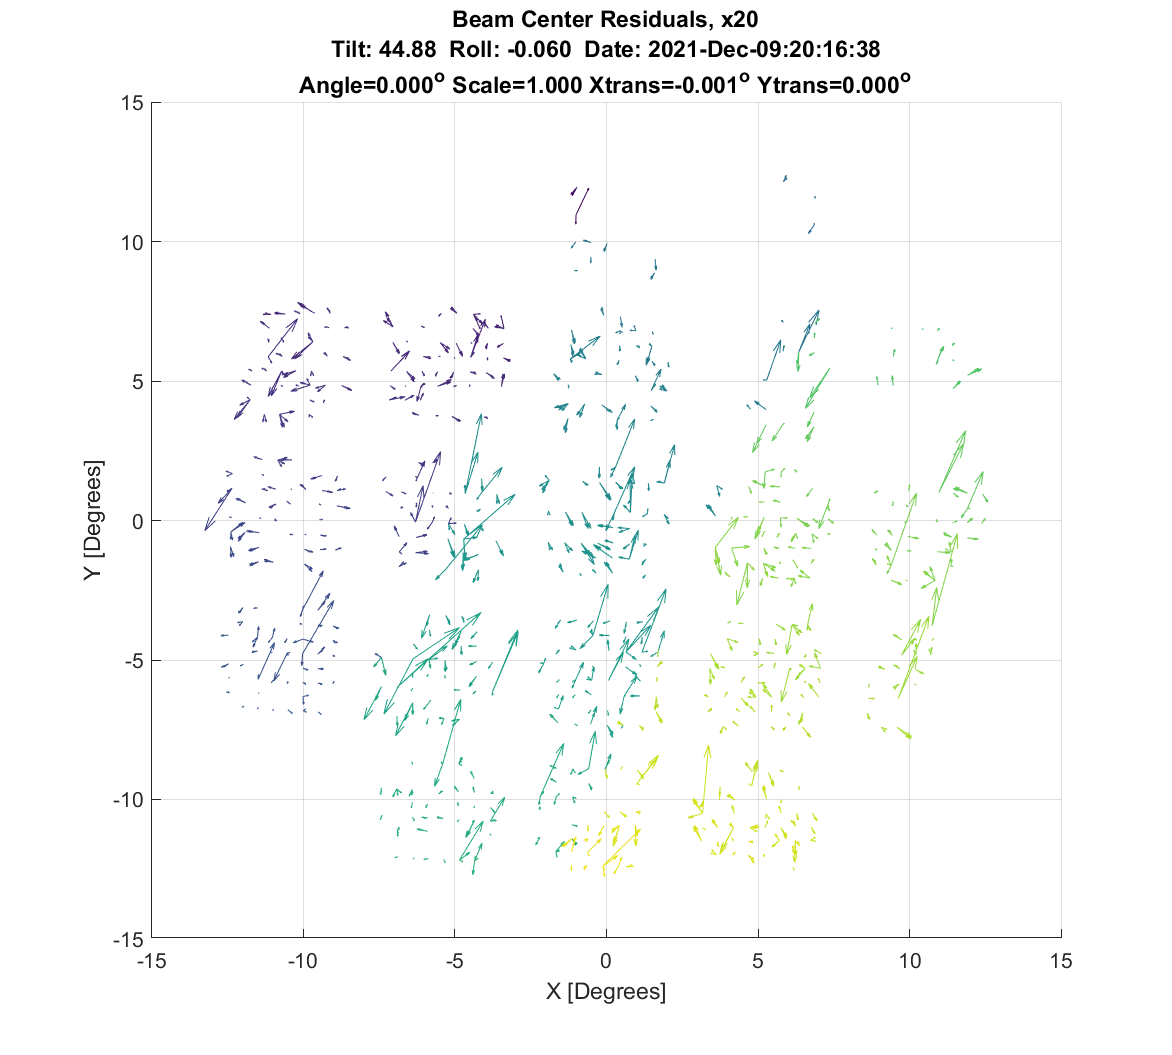 Beam Center Residuals, x20
Tilt: 44.88 Roll: -0.060 Date: 2021-Dec-09:20:16:38
Angle=0.000° Scale=1.000 Xtrans=-0.001° Ytrans=0.000°
15
10
5
0
-5
-10
-15
Y [Degrees]
-15 -10 -5 0 5 10 15
X [Degrees]